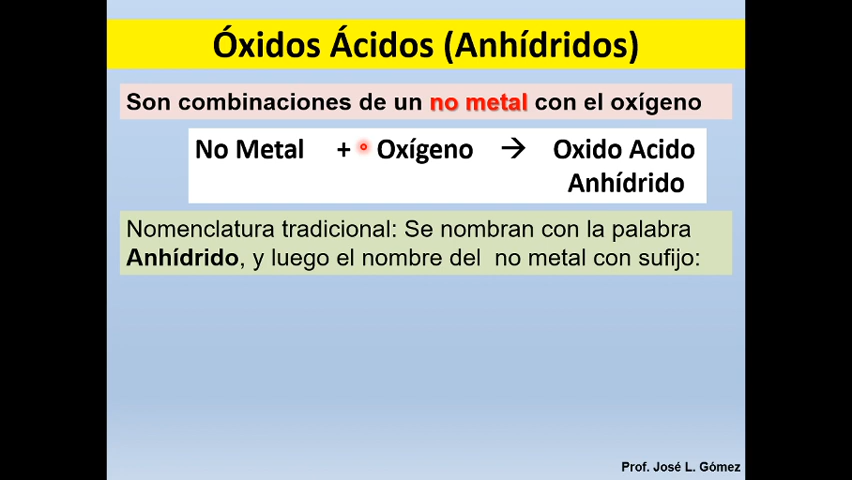 Óxidos Ácidos (Anhídridos)
Son combinaciones de un no metal con el oxígeno
No Metal + Oxígeno → Oxido Acido
Anhídrido
Nomenclatura tradicional: Se nombran con la palabra
Anhídrido, y luego el nombre del no metal con sufijo:
Prof. José L. Gómez